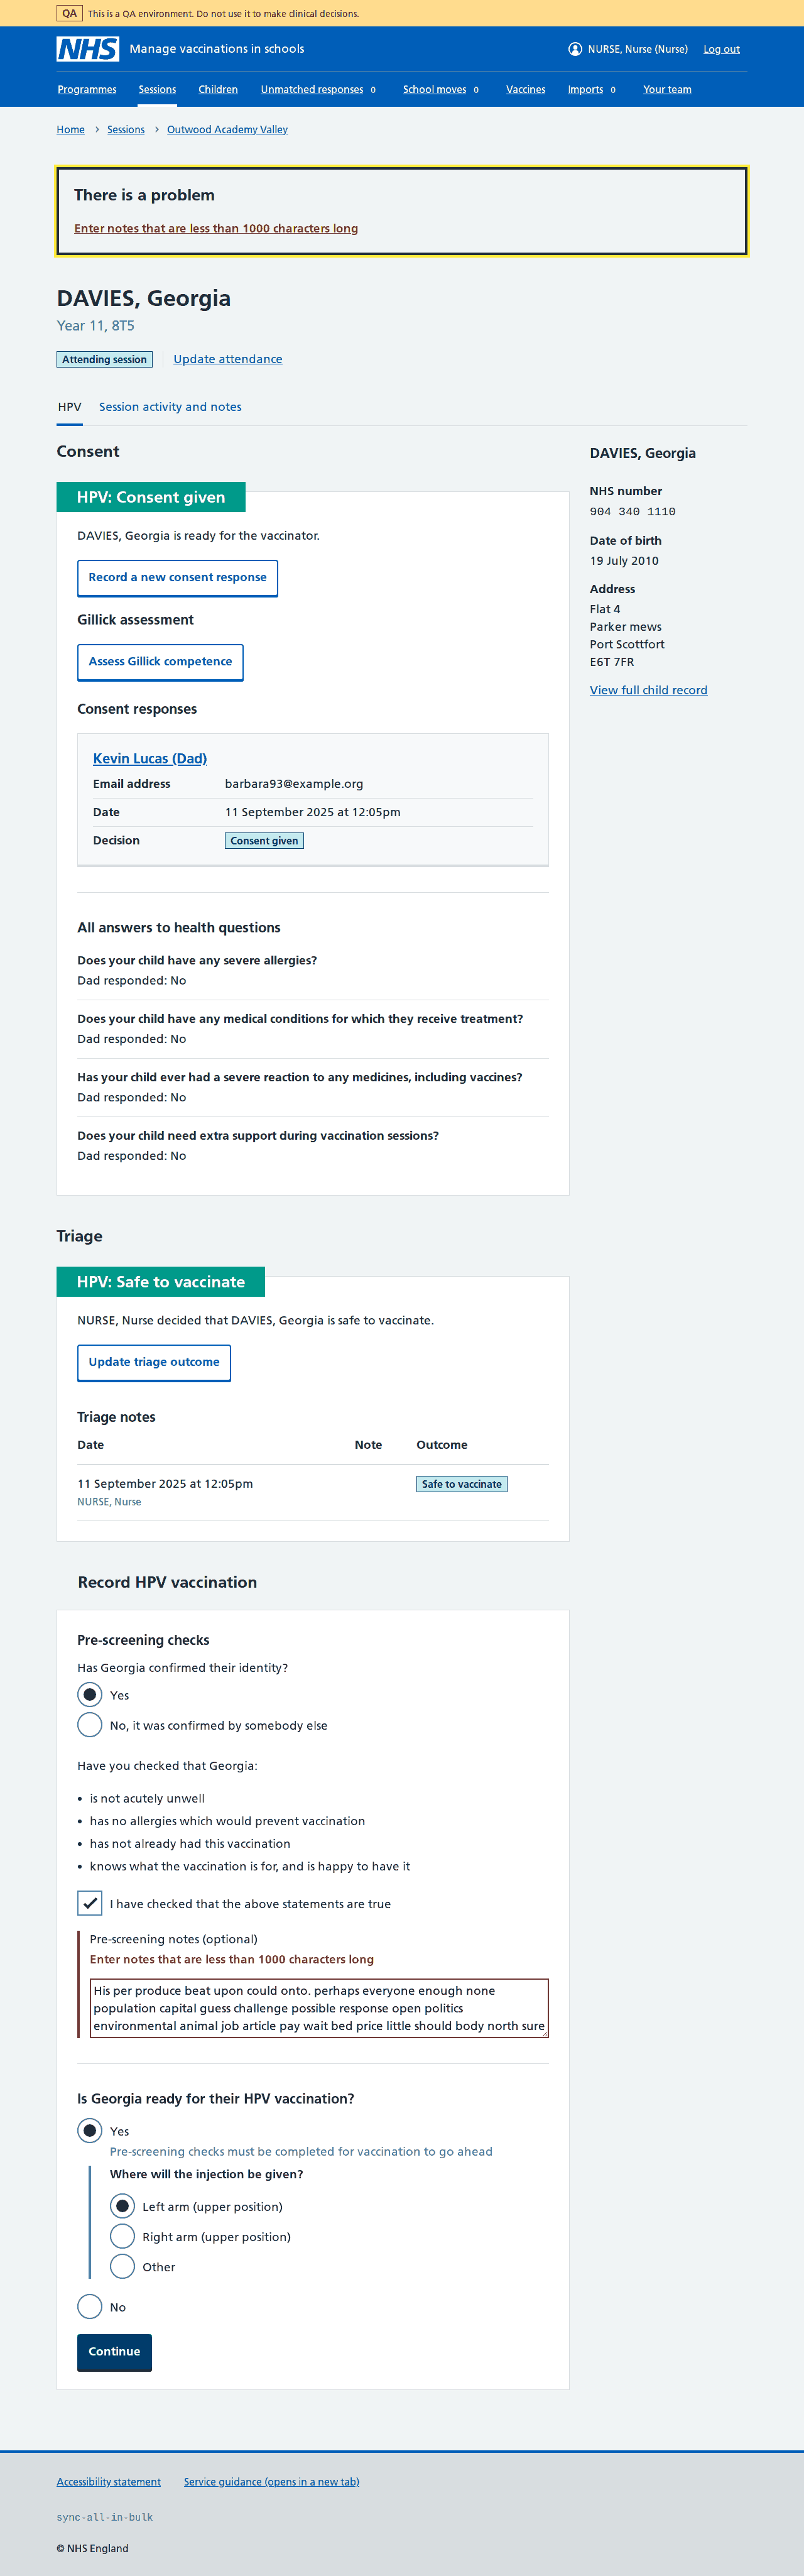 QA This is a QA environment. Do not use it to make clinical decisions.
NHS Manage vaccinations in schools NURSE, Nurse (Nurse) Log out
Programmes Sessions Children Unmatched responses 0 School moves 0 Vaccines Imports 0 Your team
Home Sessions Outwood Academy Valley
There is a problem
Enter notes that are less than 1000 characters long
DAVIES, Georgia
Year 11, 8T5
Attending session Update attendance
HPV Session activity and notes
Consent
HPV: Consent given
DAVIES, Georgia is ready for the vaccinator.
Record a new consent response
Gillick assessment
Assess Gillick competence
Consent responses
Kevin Lucas (Dad)
Email address barbara93@example.org
Date 11 September 2025 at 12:05pm
Decision Consent given
All answers to health questions
Does your child have any severe allergies?
Dad responded: No
Does your child have any medical conditions for which they receive treatment?
Dad responded: No
Has your child ever had a severe reaction to any medicines, including vaccines?
Dad responded: No
Does your child need extra support during vaccination sessions?
Dad responded: No
Triage
HPV: Safe to vaccinate
NURSE, Nurse decided that DAVIES, Georgia is safe to vaccinate.
Update triage outcome
Triage notes
Date Note Outcome
11 September 2025 at 12:05pm Safe to vaccinate
NURSE, Nurse
Record HPV vaccination
Pre-screening checks
Has Georgia confirmed their identity?
Yes
No, it was confirmed by somebody else
Have you checked that Georgia:
• is not acutely unwell
• has no allergies which would prevent vaccination
• has not already had this vaccination
• knows what the vaccination is for, and is happy to have it
I have checked that the above statements are true
Pre-screening notes (optional)
Enter notes that are less than 1000 characters long
His per produce beat upon could onto. perhaps everyone enough none
population capital guess challenge possible response open politics
environmental animal job article pay wait bed price little should body north sure
Is Georgia ready for their HPV vaccination?
Yes
Pre-screening checks must be completed for vaccination to go ahead
Where will the injection be given?
Left arm (upper position)
Right arm (upper position)
Other
No
Continue
DAVIES, Georgia
NHS number
904 340 1110
Date of birth
19 July 2010
Address
Flat 4
Parker mews
Port Scottfort
E6T 7FR
View full child record
Accessibility statement Service guidance (opens in a new tab)
sync-all-in-bulk
© NHS England